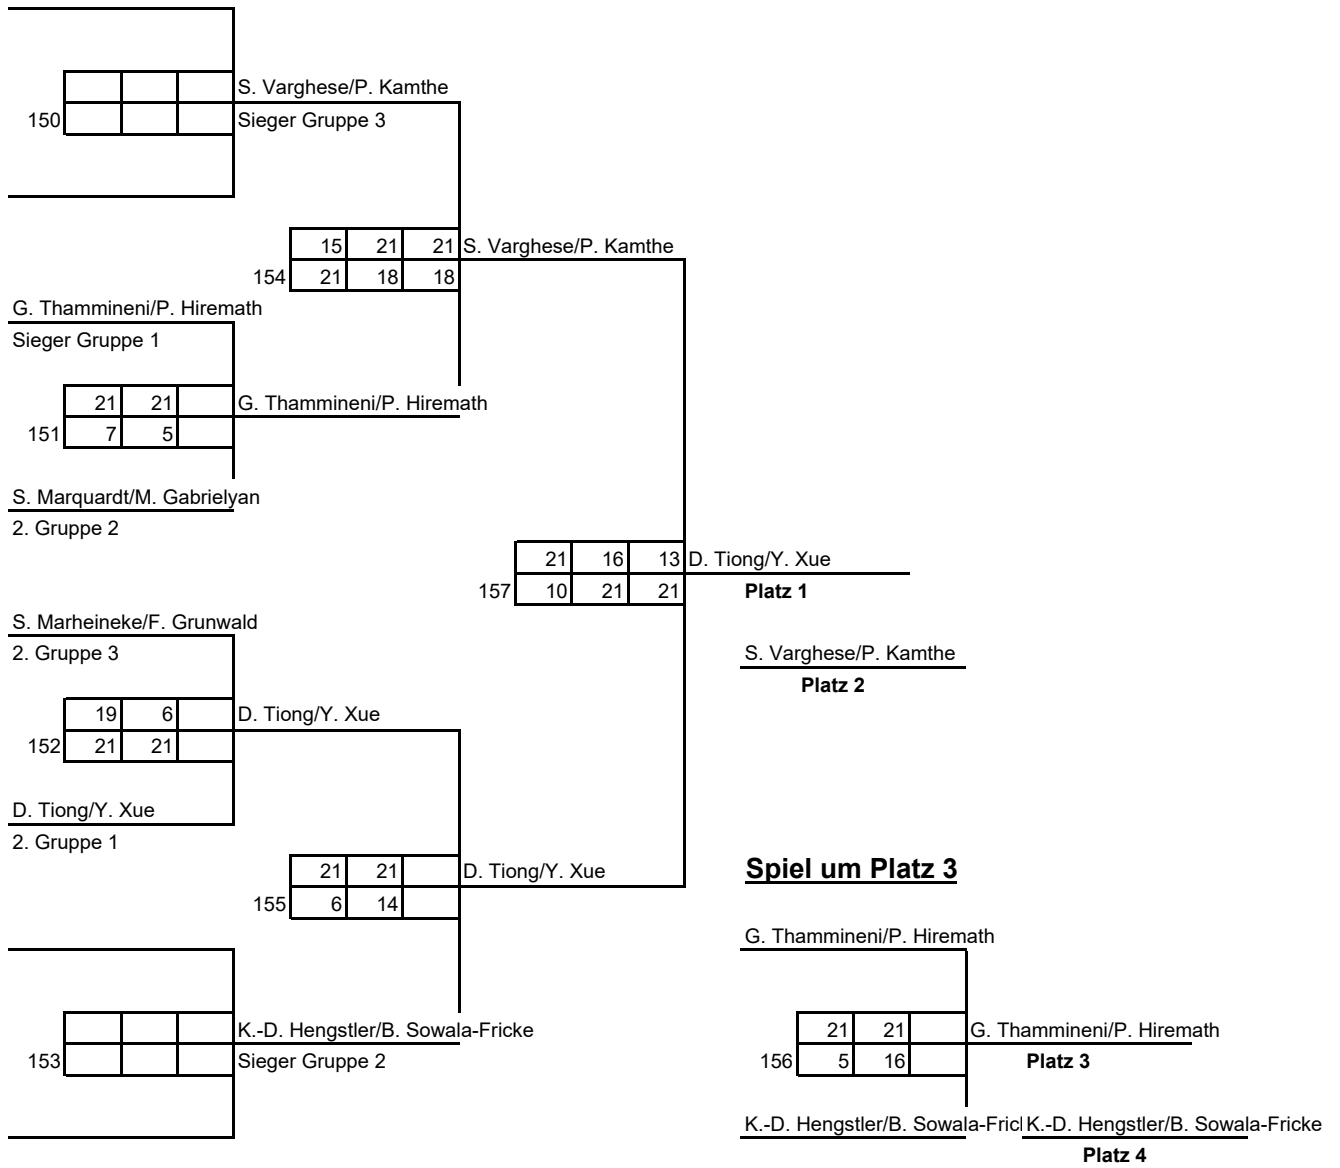 S. Varghese/P. Kamthe
150 Sieger Gruppe 3
15 21 21 S. Varghese/P. Kamthe
154 21 18 18
G. Thammineni/P. Hiremath
Sieger Gruppe 1
21 21 G. Thammineni/P. Hiremath
151 7 5
S. Marquardt/M. Gabrielyan
2. Gruppe 2
21 16 13 D. Tiong/Y. Xue
157 10 21 21 Platz 1
S. Marheineke/F. Grunwald
2. Gruppe 3 S. Varghese/P. Kamthe
Platz 2
19 6 D. Tiong/Y. Xue
152 21 21
D. Tiong/Y. Xue
2. Gruppe 1
21 21 D. Tiong/Y. Xue Spiel um Platz 3
155 6 14
G. Thammineni/P. Hiremath
K.-D. Hengstler/B. Sowala-Fricke 21 21 G. Thammineni/P. Hiremath
153 Sieger Gruppe 2 156 5 16 Platz 3
K.-D. Hengstler/B. Sowala-Fric K.-D. Hengstler/B. Sowala-Fricke
Platz 4